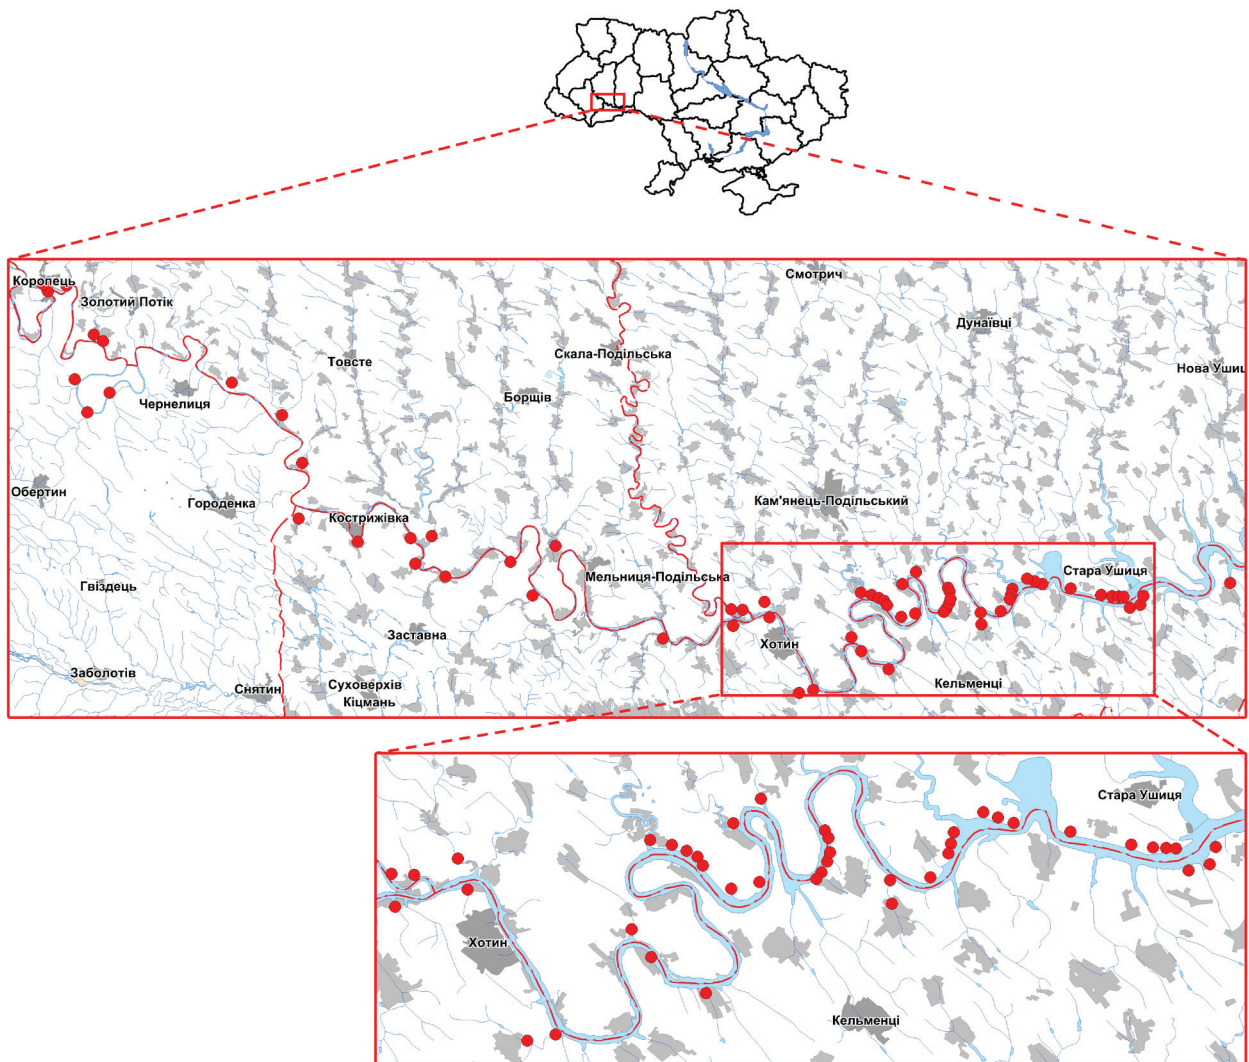 Смотрич
Коропець
Золотий Потік
Дунаївці
Скала-Подільська
Товсте
Нова Ушиц
Борщів
Чернелиця
Обертин
Городенка
Кам'янець-Подільський
Кострижівка
Стара Ушиця
Мельниця-Подільська
Гвіздець
Заставна
Хотин
Заболотів
Снятин
Суховерхів
Кельменці
Кіцмань
Стара Ушиця
Хотин
Кельменці